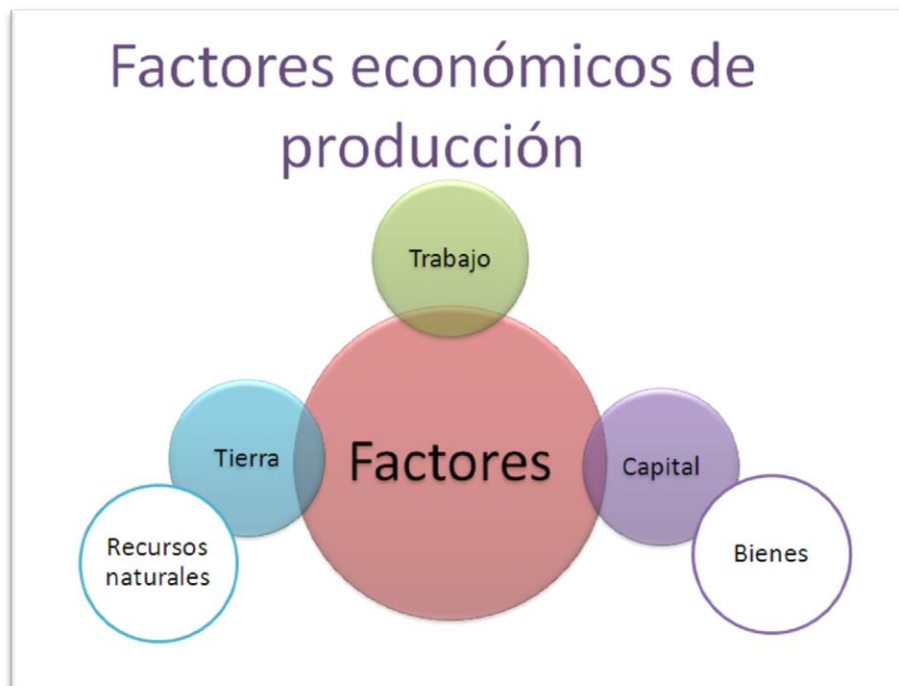 Factores económicos de
producción
Trabajo
Tierra
Factores
Capital
Recursos
naturales
Bienes